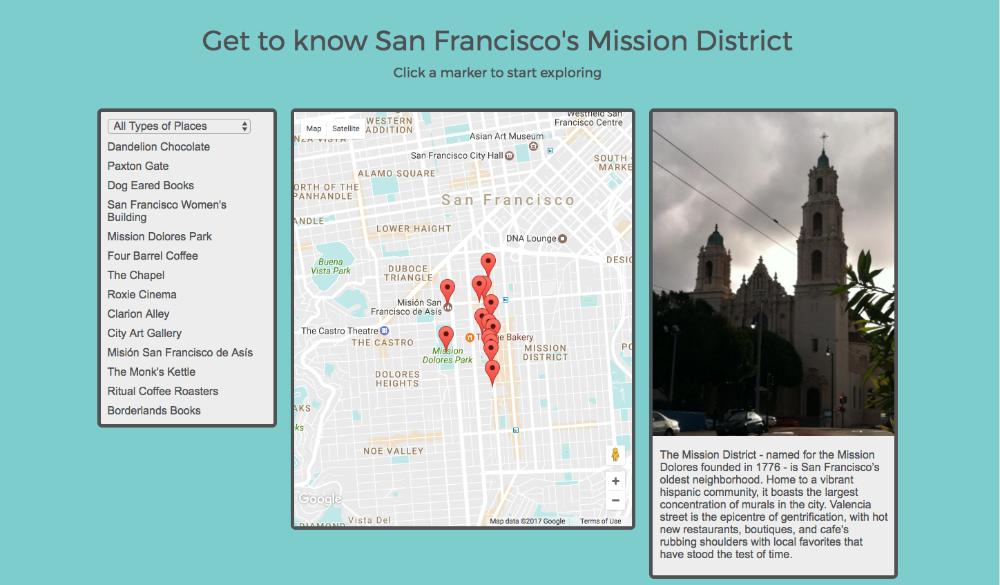 Get to know San Francisco's Mission District
Click a marker to start exploring
All Types of Places
Dandelion Chocolate
Paxton Gate
Dog Eared Books
San Francisco Women's
Building
Mission Dolores Park
Four Barrel Coffee
The Chapel
Roxie Cinema
Clarion Alley
City Art Gallery
Misión San Francisco de Asís
The Monk's Kettle
Ritual Coffee Roasters
Borderlands Books
Map Satellite
WESTERN
ADDITION
Westfield San
Francisco Centre
Asian Art Museum
San Francisco City Hall
SOUTH
MARKE
ALAMO SQUARE
ORTH OF THE
PANHANDLE
San Francisco
ANDLE
LOWER HAIGHT
DNA Lounge
Buena
Vista Park
DUBOCE
TRIANGLE
DESIG
Misión San
Francisco de Asís
The Castro Theatre
THE CASTRO
Bakery
Mission
Dolores Park
MISSION
DISTRICT
PO
DOLORES
HEIGHTS
AKS
ks
NOE VALLEY
Google
DIAMOND
Vista Del
Map data ©2017 Google Terms of Use
The Mission District - named for the Mission
Dolores founded in 1776 - is San Francisco's
oldest neighborhood. Home to a vibrant
hispanic community, it boasts the largest
concentration of murals in the city. Valencia
street is the epicentre of gentrification, with hot
new restaurants, boutiques, and cafe's
rubbing shoulders with local favorites that
have stood the test of time.